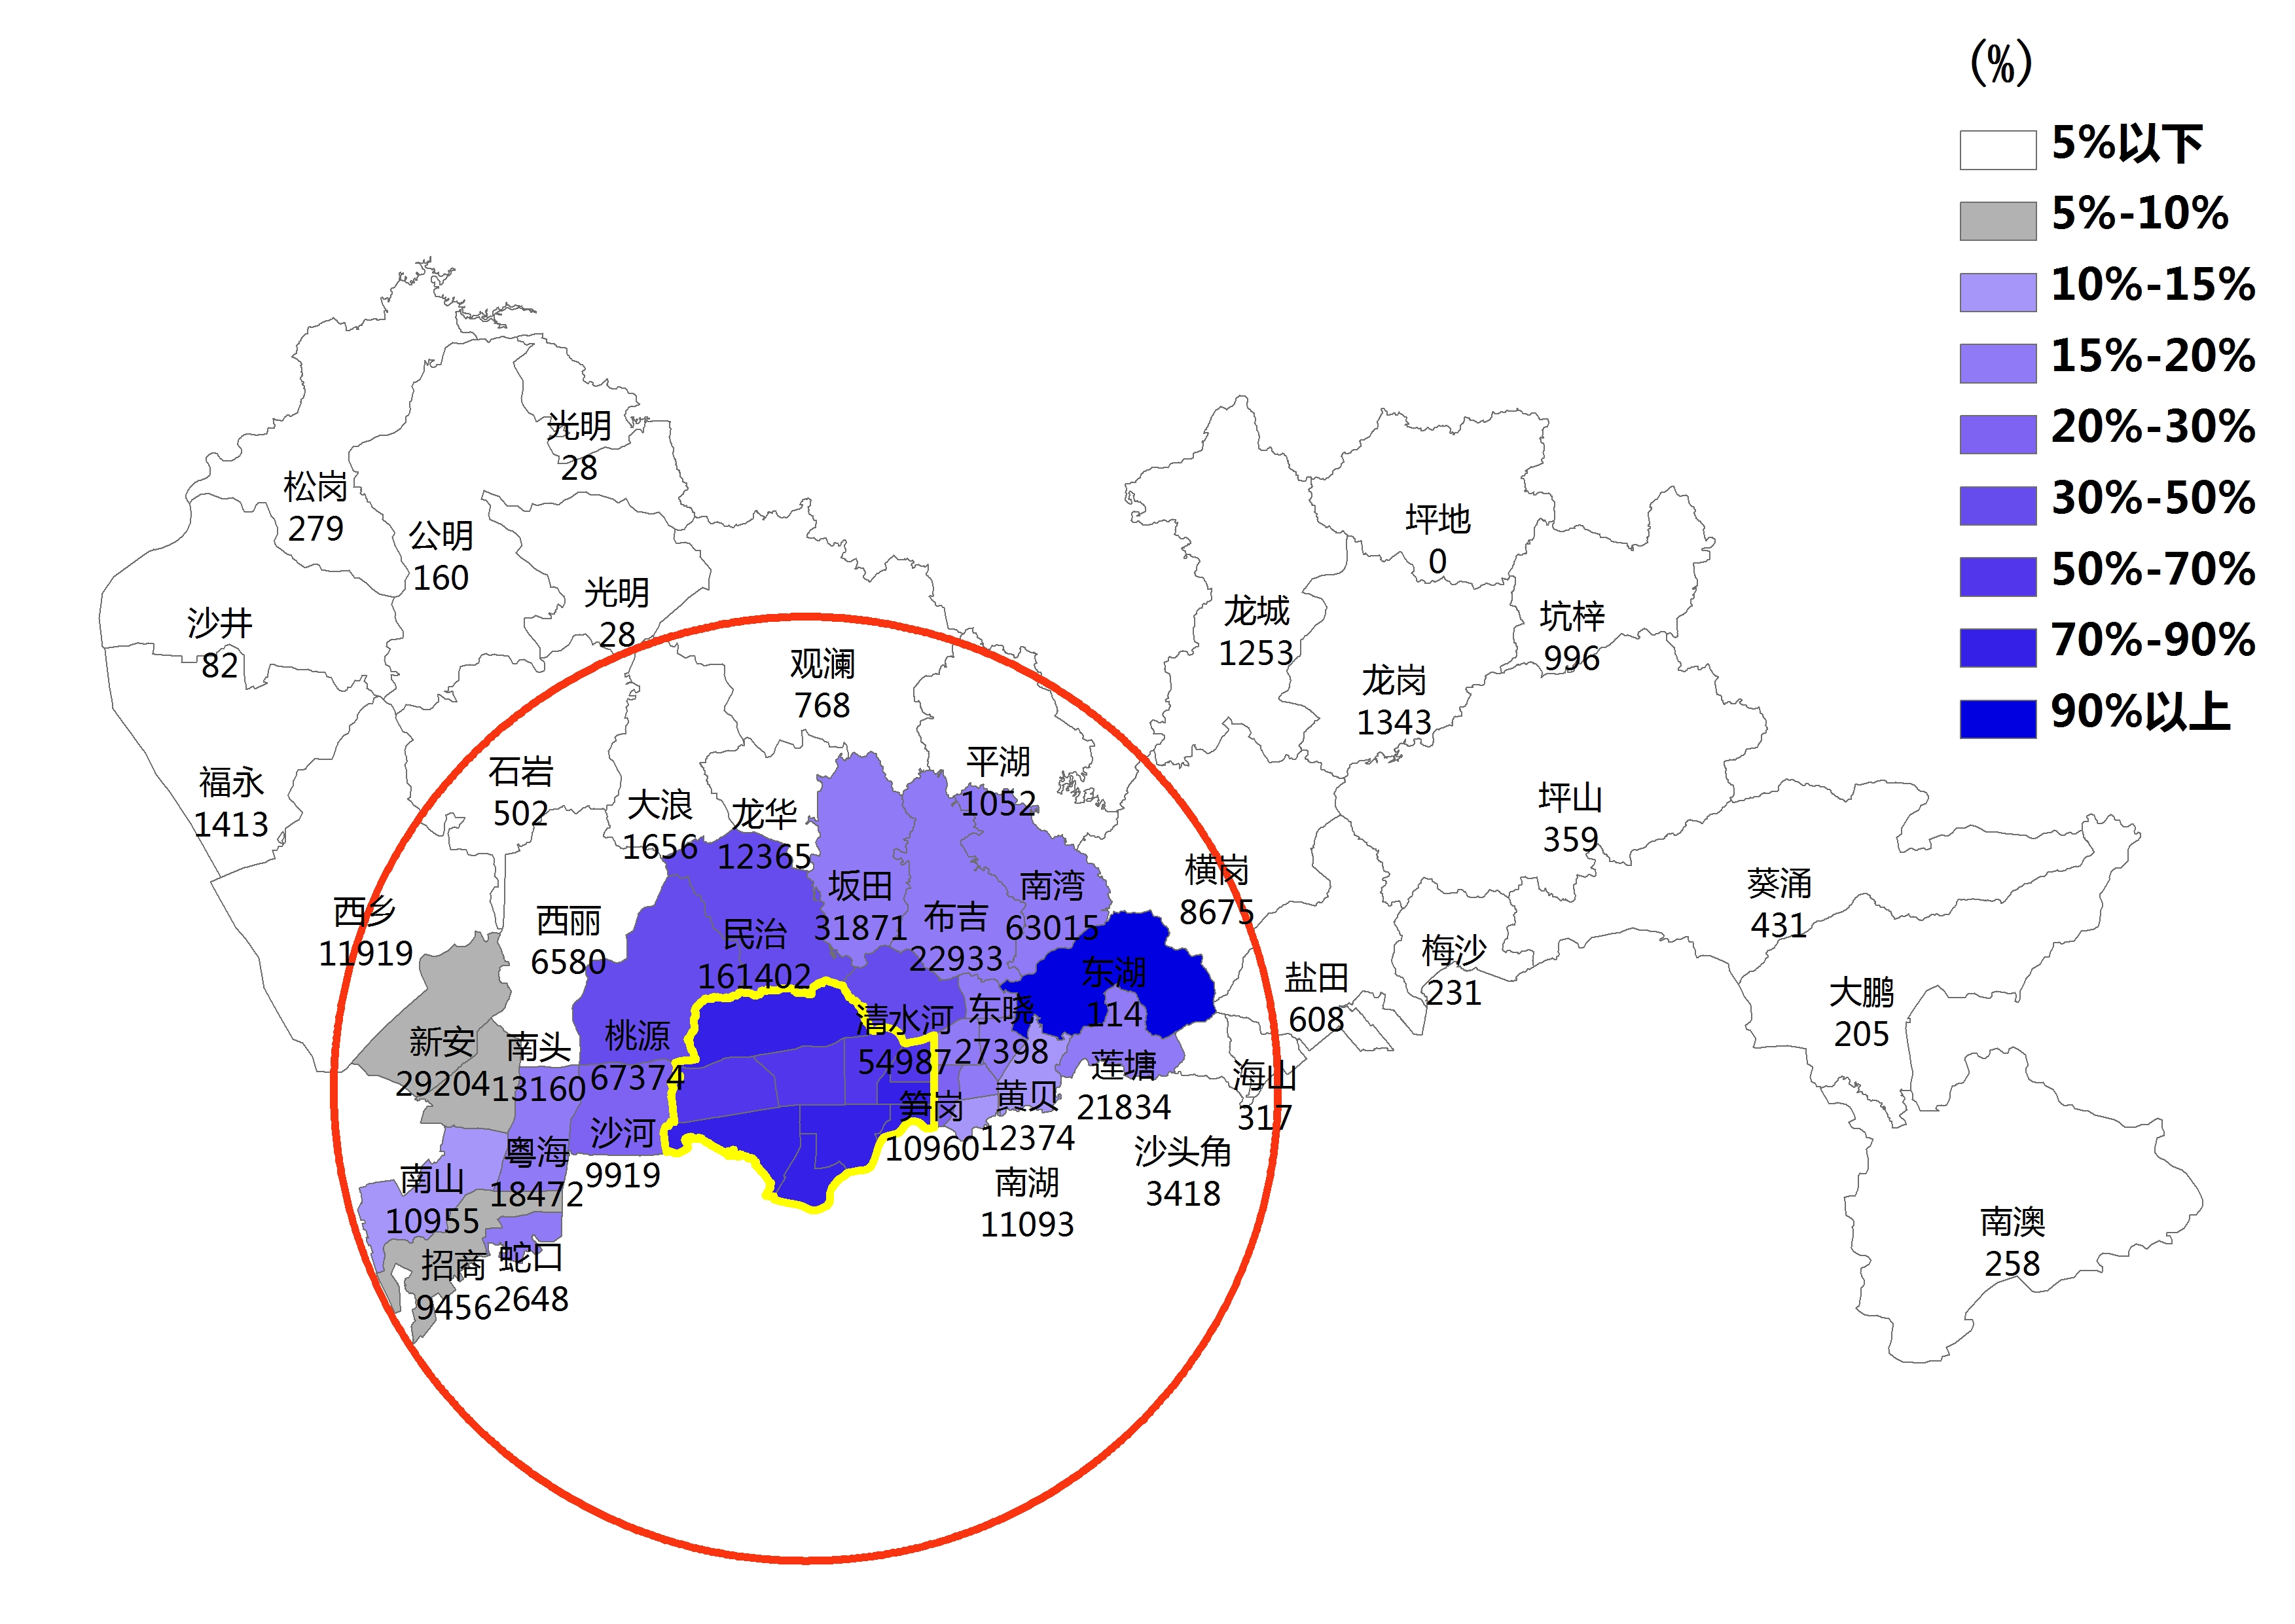 (%)
5%以下
5%-10%
10%-15%
15%-20%
20%-30%
30%-50%
50%-70%
70%-90%
90%以上
光明
28
松岗
279
公明
160
坪地
0
光明
28
沙井
82
龙城
1253
坑梓
996
观澜
768
龙岗
1343
福永
1413
石岩
502
平湖
1052
大浪
1656
龙华
12365
坪山
359
坂田
31871
南湾
63015
横岗
8675
葵涌
431
西乡
11919
西丽
6580
民治
161402
布吉
22933
梅沙
231
东湖
114
盐田
608
大鹏
205
新安
29204
南头
13160
桃源
67374
清水河
54987
东晓
27398
莲塘
21834
海山
317
笋岗
10960
黄贝
12374
沙河
9919
粤海
18472
南山
10955
南湖
11093
沙头角
3418
招商
9456
蛇口
2648
南澳
258